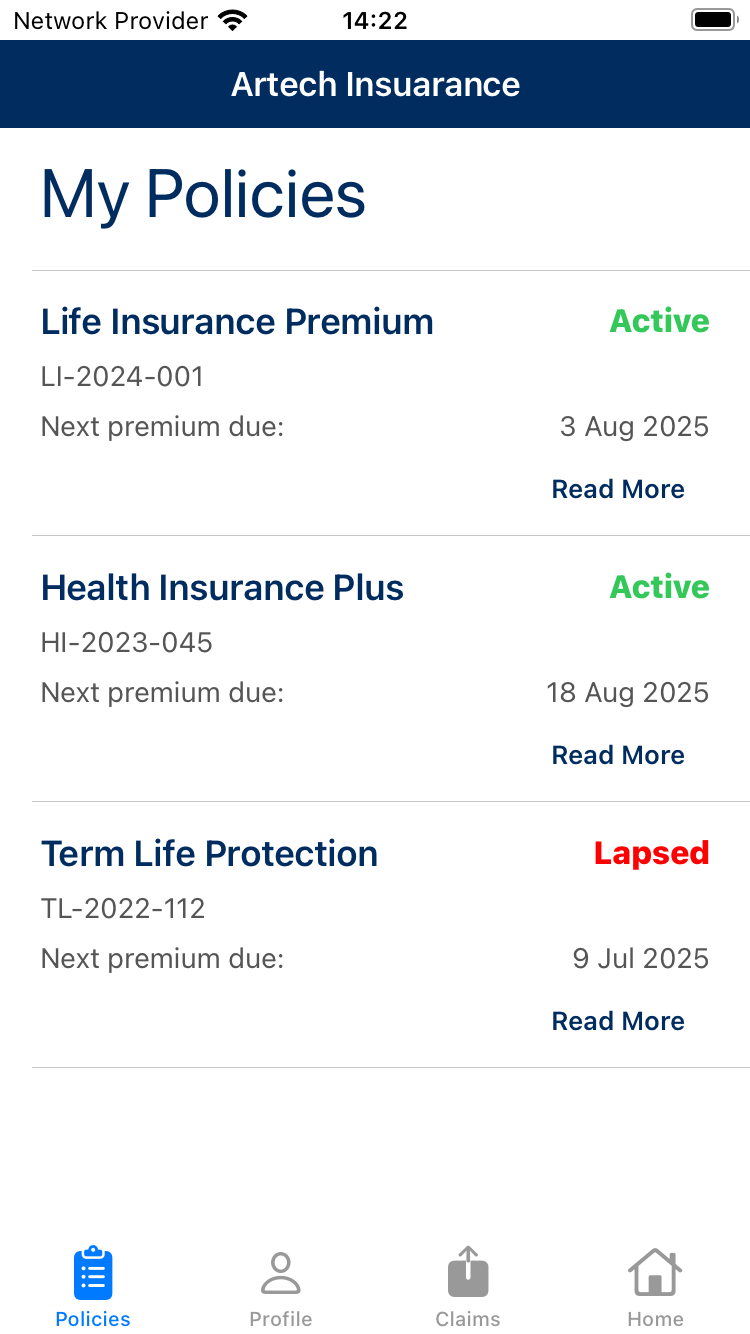 Network Provider 14:22
Artech Insuarance
My Policies
Life Insurance Premium Active
LI-2024-001
Next premium due: 3 Aug 2025
Read More
Health Insurance Plus Active
HI-2023-045
Next premium due: 18 Aug 2025
Read More
Term Life Protection Lapsed
TL-2022-112
Next premium due: 9 Jul 2025
Read More
Policies Profile Claims Home